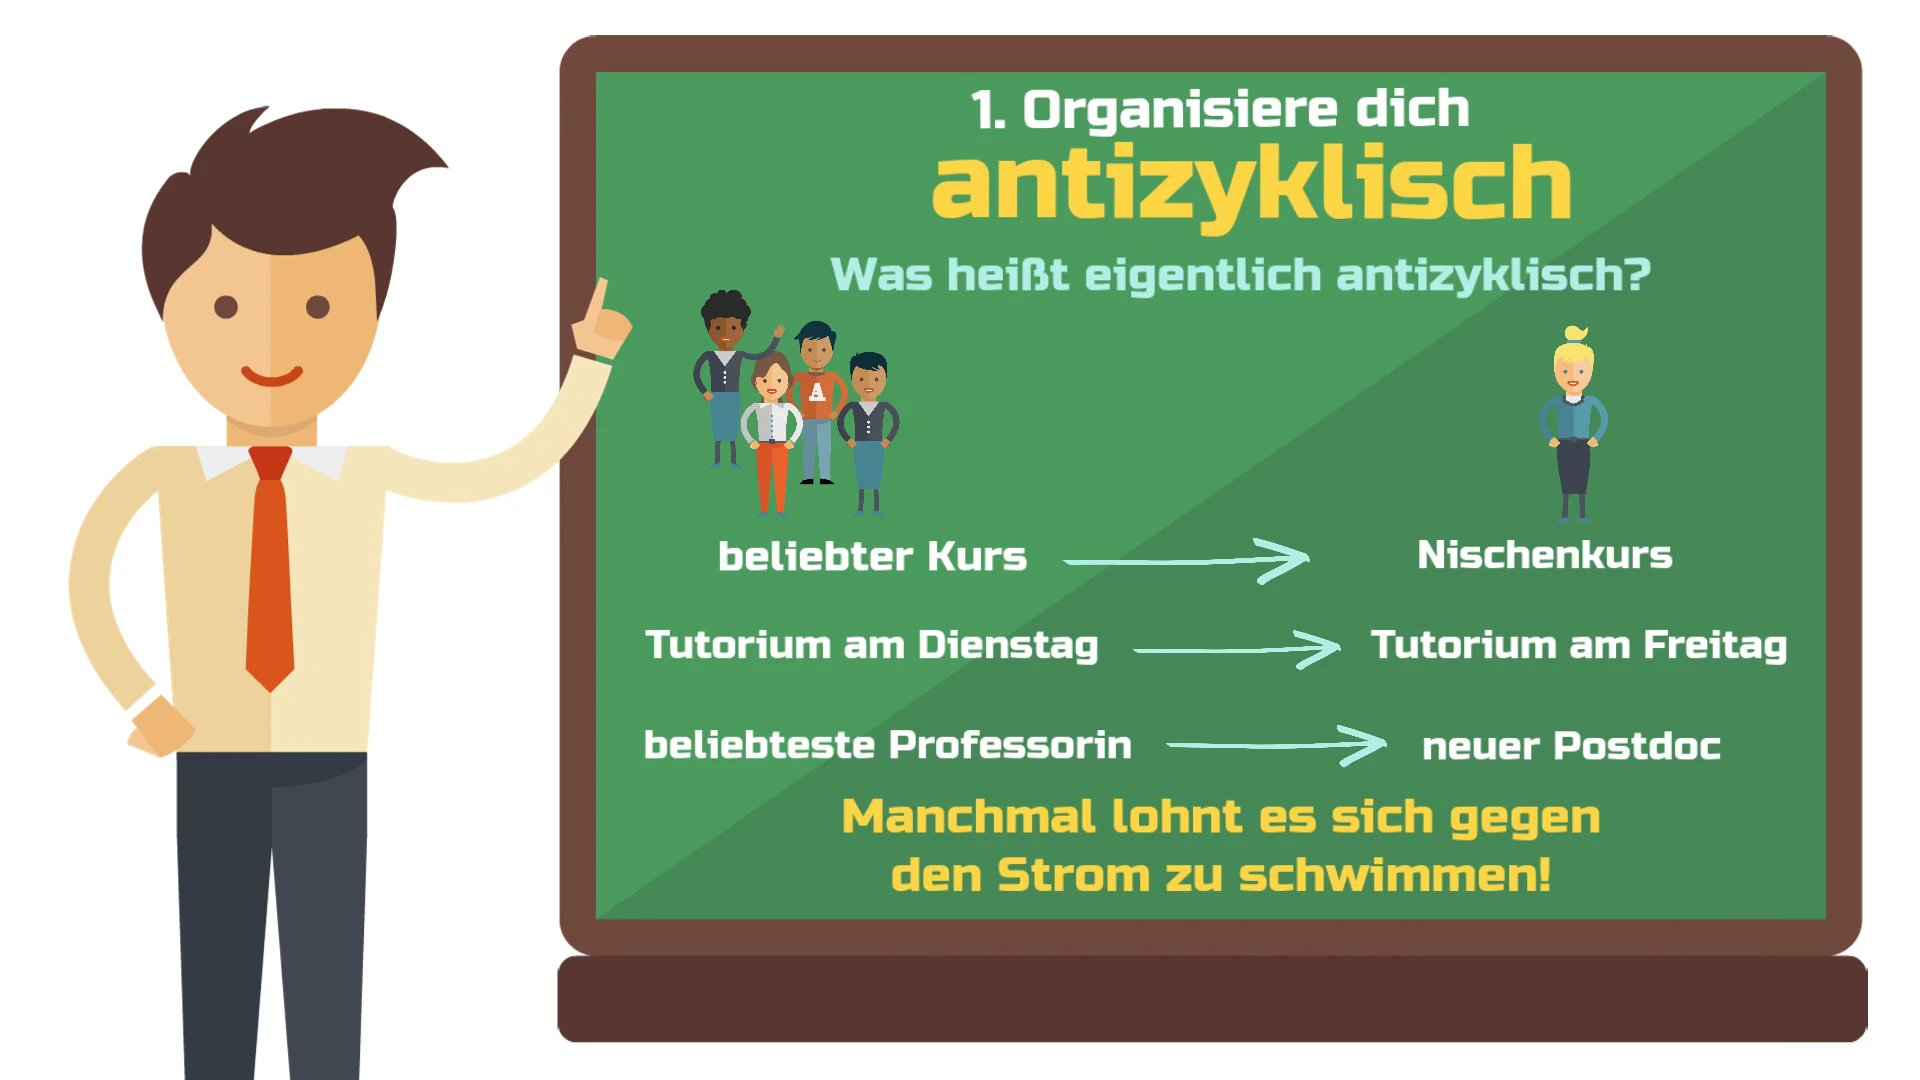 1. Organisiere dich
antizyklisch
Was heißt eigentlich antizyklisch?
A
beliebter Kurs
Nischenkurs
Tutorium am Dienstag
Tutorium am Freitag
beliebteste Professorin
neuer Postdoc
Manchmal lohnt es sich gegen
den Strom zu schwimmen!